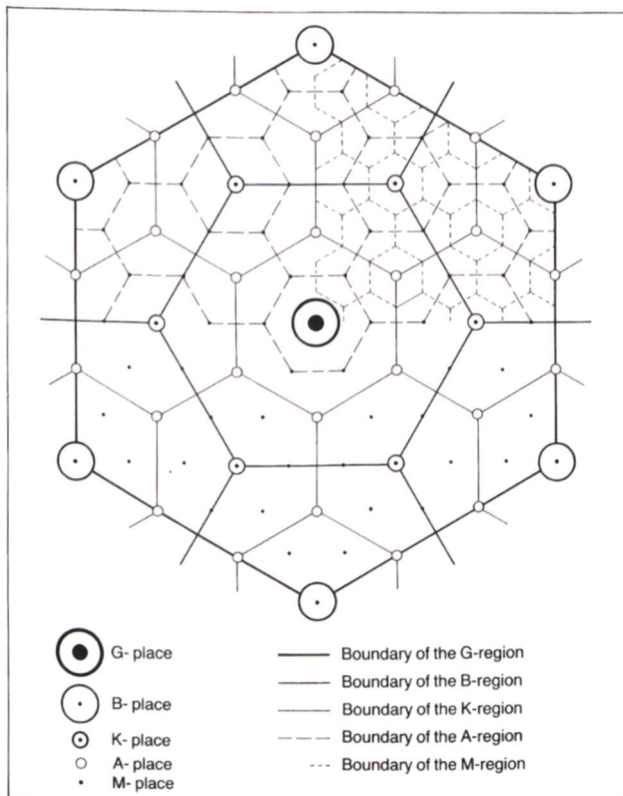 G- place
B- place
K- place
A- place
M- place
Boundary of the G-region
Boundary of the B-region
Boundary of the K-region
Boundary of the A-region
Boundary of the M-region